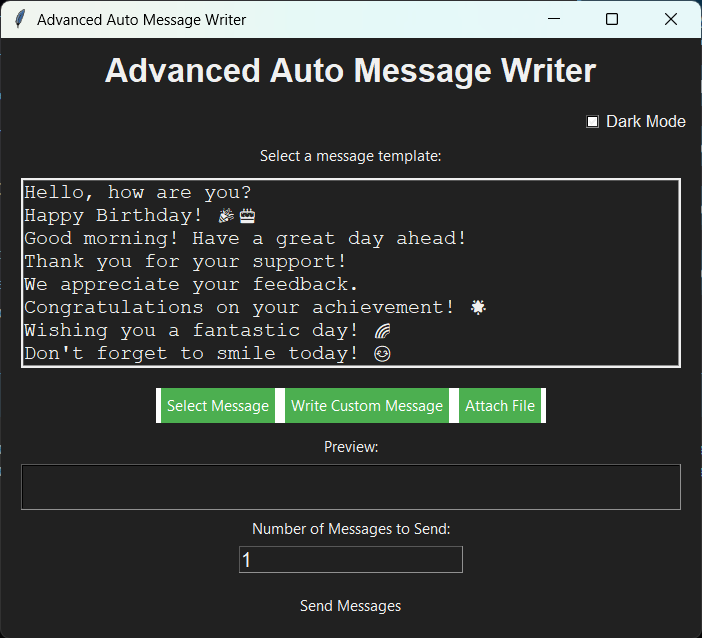 Advanced Auto Message Writer
Advanced Auto Message Writer
Dark Mode
Select a message template:
Hello, how are you?
Happy Birthday! 🎉🎂
Good morning! Have a great day ahead!
Thank you for your support!
We appreciate your feedback.
Congratulations on your achievement! 🌟
Wishing you a fantastic day! 🌈
Don't forget to smile today! 😊
Select Message Write Custom Message Attach File
Preview:
Number of Messages to Send:
1
Send Messages